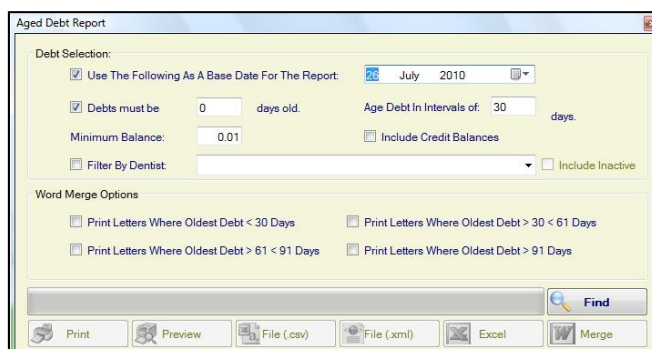 Aged Debt Report
Debt Selection:
Use The Following As A Base Date For The Report: 26 July 2010
Debts must be 0 days old. Age Debt In Intervals of: 30 days.
Minimum Balance: 0.01 Include Credit Balances
Filter By Dentist: Include Inactive
Word Merge Options
Print Letters Where Oldest Debt < 30 Days Print Letters Where Oldest Debt > 30 < 61 Days
Print Letters Where Oldest Debt > 61 < 91 Days Print Letters Where Oldest Debt > 91 Days
Find
Print Preview File (.csv) File (.xml) Excel Merge